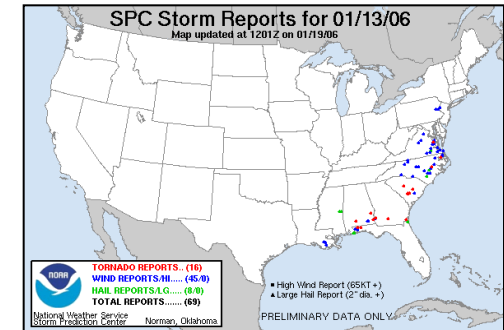 SPC Storm Reports for 01/13/06
Map updated at 1201Z on 01/19/06
NOAA
TORNADO REPORTS.. (16)
WIND REPORTS/HI..... (45/0)
HAIL REPORTS/LG..... (8/0)
TOTAL REPORTS....... (69)
National Weather Service
Storm Prediction Center Norman, Oklahoma
■ High Wind Report (65KT +)
▲ Large Hail Report (2" dia. +)
PRELIMINARY DATA ONLY